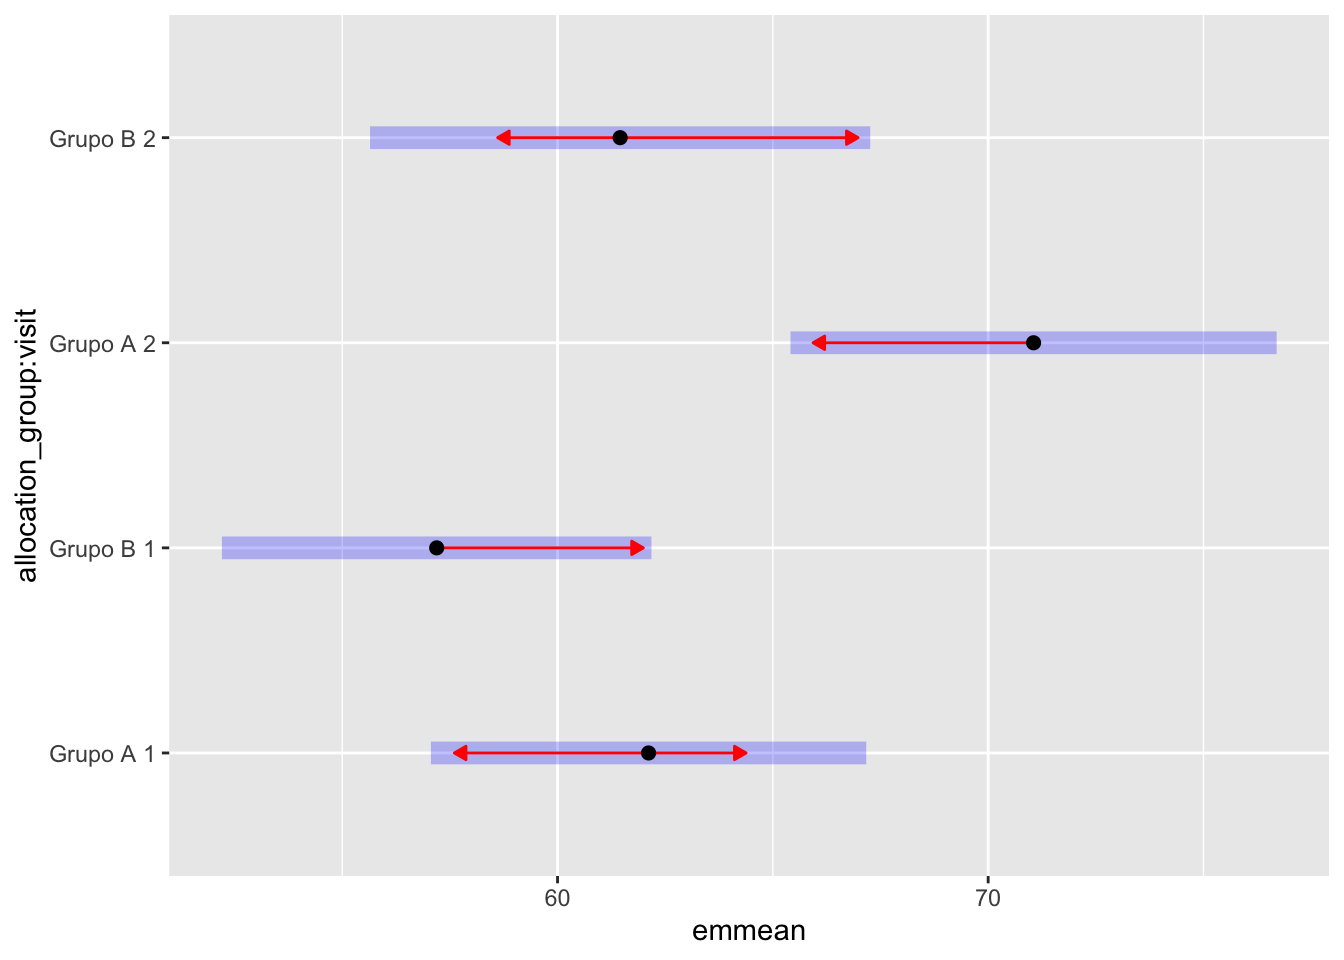 allocation_group:visit
Grupo B 2
Grupo A 2
Grupo B 1
Grupo A 1
60 70
emmean